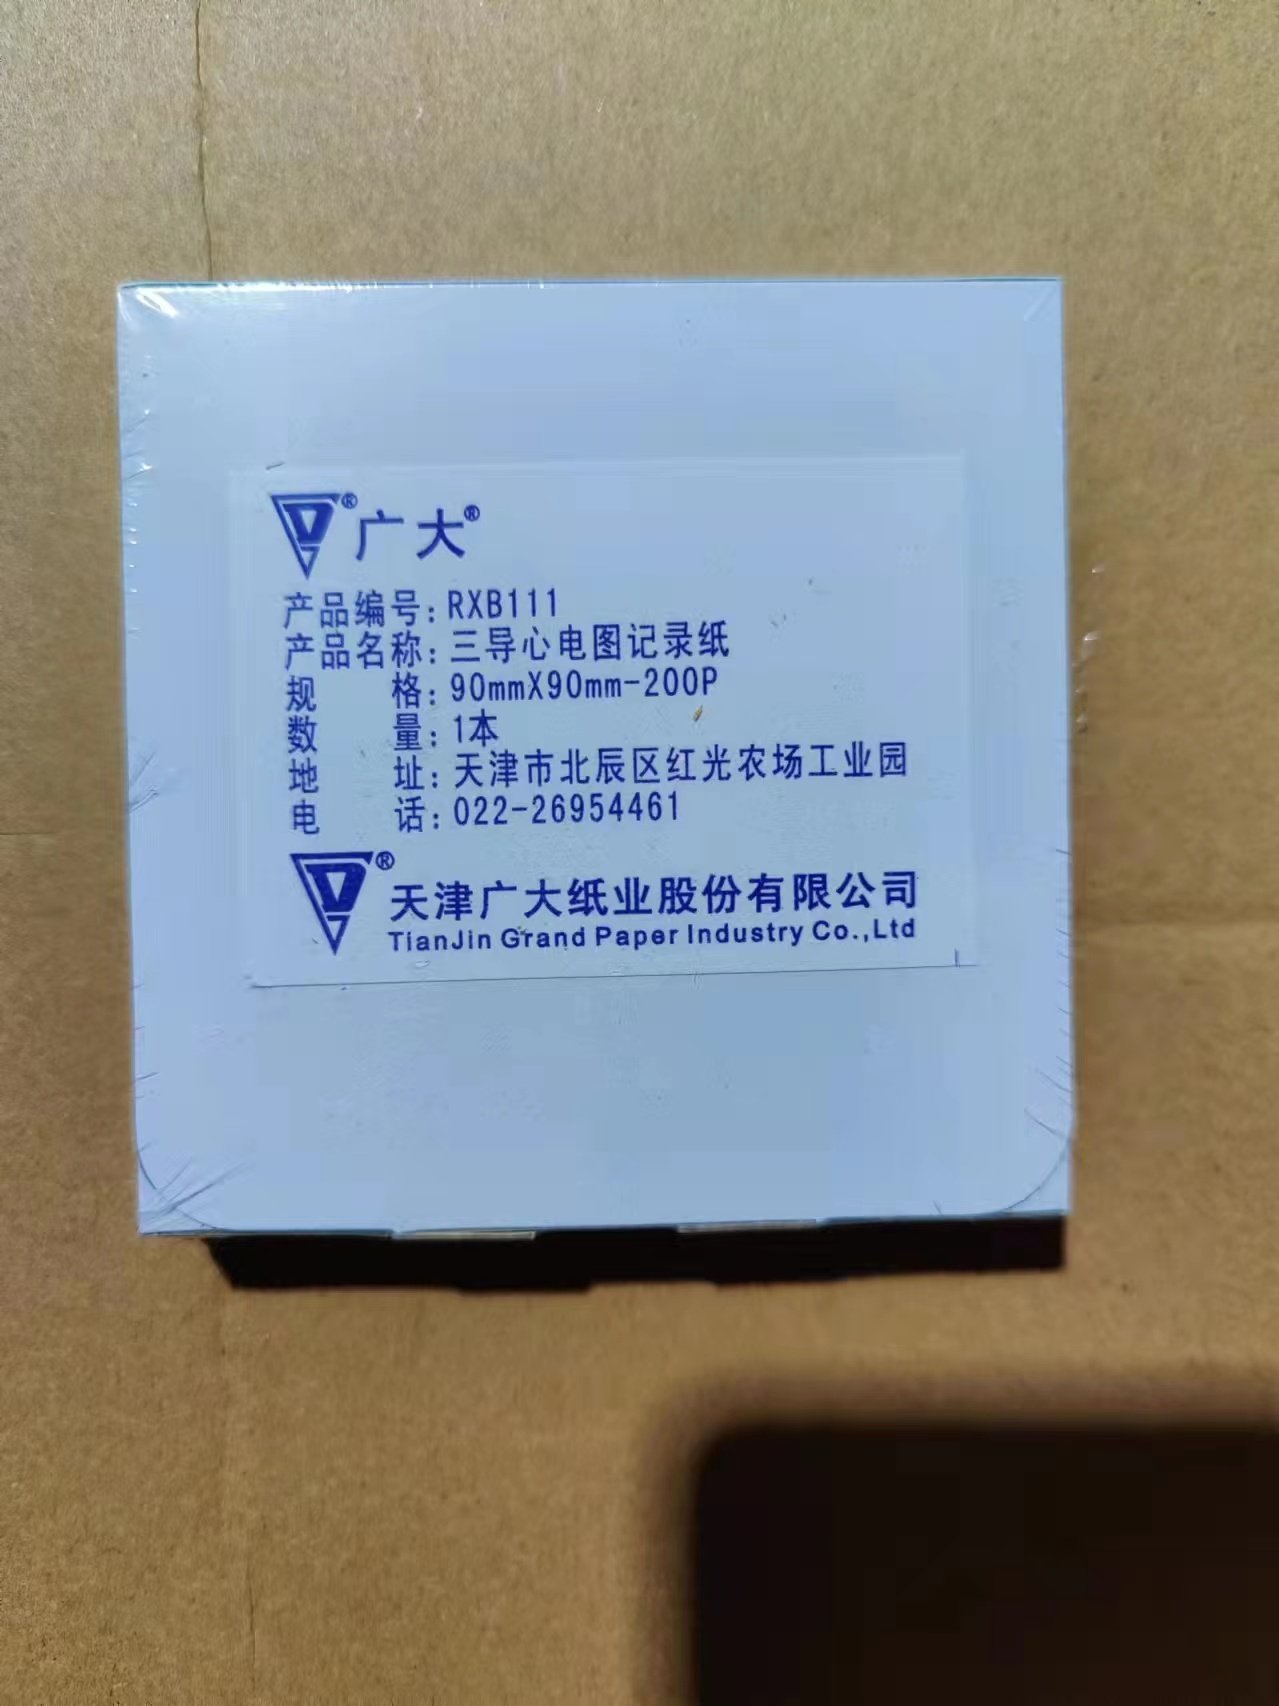 ® 广大®
产品编号:RXB111
产品名称:三导心电图记录纸
规 格:90mmX90mm-200P
数 量:1本
地 址:天津市北辰区红光农场工业园
电 话:022-26954461
® 天津广大纸业股份有限公司
TianJin Grand Paper Industry Co.,Ltd